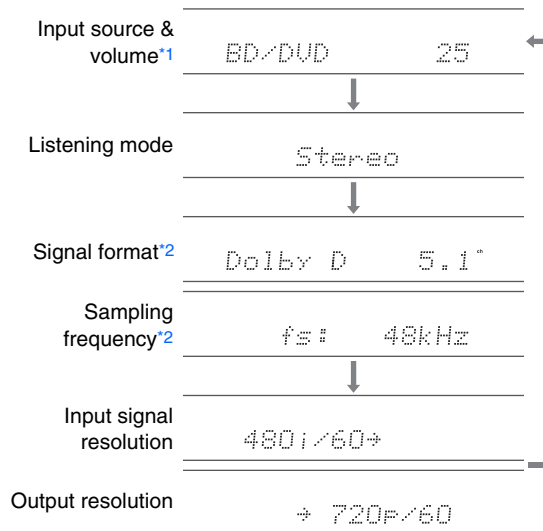 Input source &
volume*1
BD/DVD 25
Listening mode
Stereo
Signal format*2
Dolby D 5.1ch
Sampling
frequency*2
fs: 48kHz
Input signal
resolution
480i/60→
Output resolution
→ 720p/60